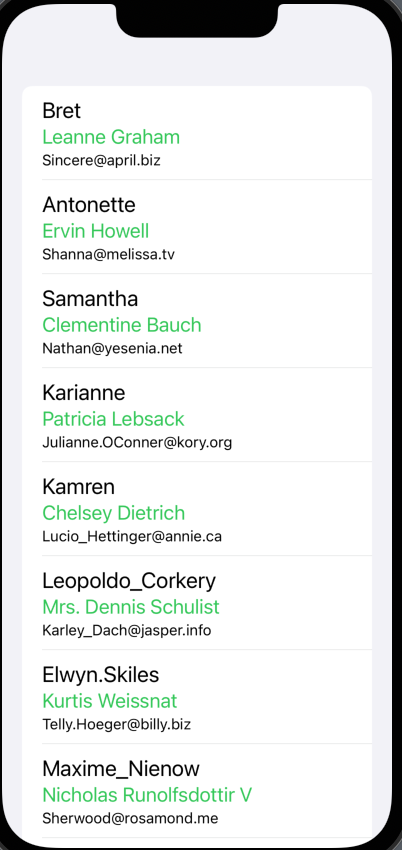 Bret
Leanne Graham
Sincere@april.biz
Antonette
Ervin Howell
Shanna@melissa.tv
Samantha
Clementine Bauch
Nathan@yesenia.net
Karianne
Patricia Lebsack
Julianne.OConner@kory.org
Kamren
Chelsey Dietrich
Lucio_Hettinger@annie.ca
Leopoldo_Corkery
Mrs. Dennis Schulist
Karley_Dach@jasper.info
Elwyn.Skiles
Kurtis Weissnat
Telly.Hoeger@billy.biz
Maxime_Nienow
Nicholas Runolfsdottir V
Sherwood@rosamond.me